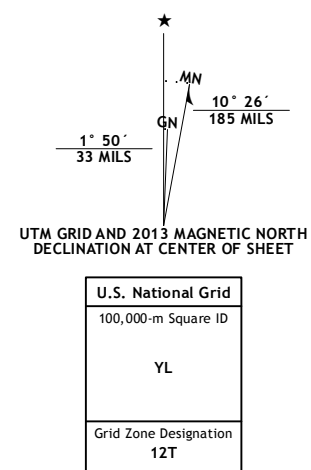 ★
MN
GN
10° 26´
185 MILS
1° 50´
33 MILS
UTM GRID AND 2013 MAGNETIC NORTH
DECLINATION AT CENTER OF SHEET
U.S. National Grid
100,000-m Square ID
YL
Grid Zone Designation
12T